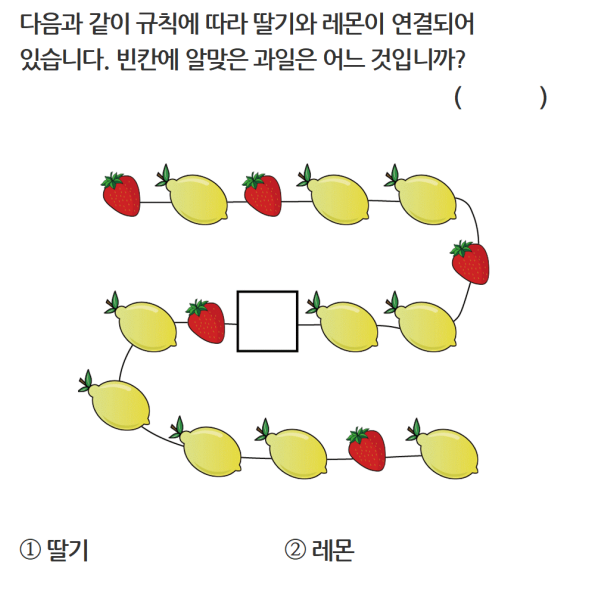 다음과 같이 규칙에 따라 딸기와 레몬이 연결되어
있습니다. 빈칸에 알맞은 과일은 어느 것입니까?
(          )
① 딸기          ② 레몬